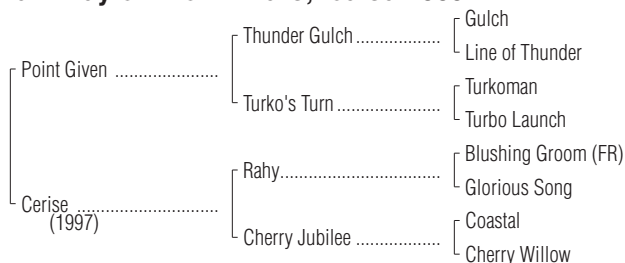 Gulch
Thunder Gulch ...................
Line of Thunder
Point Given ......................
Turkoman
Turko's Turn ......................
Turbo Launch
Blushing Groom (FR)
Rahy.................................
Glorious Song
Cerise ..............................
(1997)
Coastal
Cherry Jubilee .................
Cherry Willow